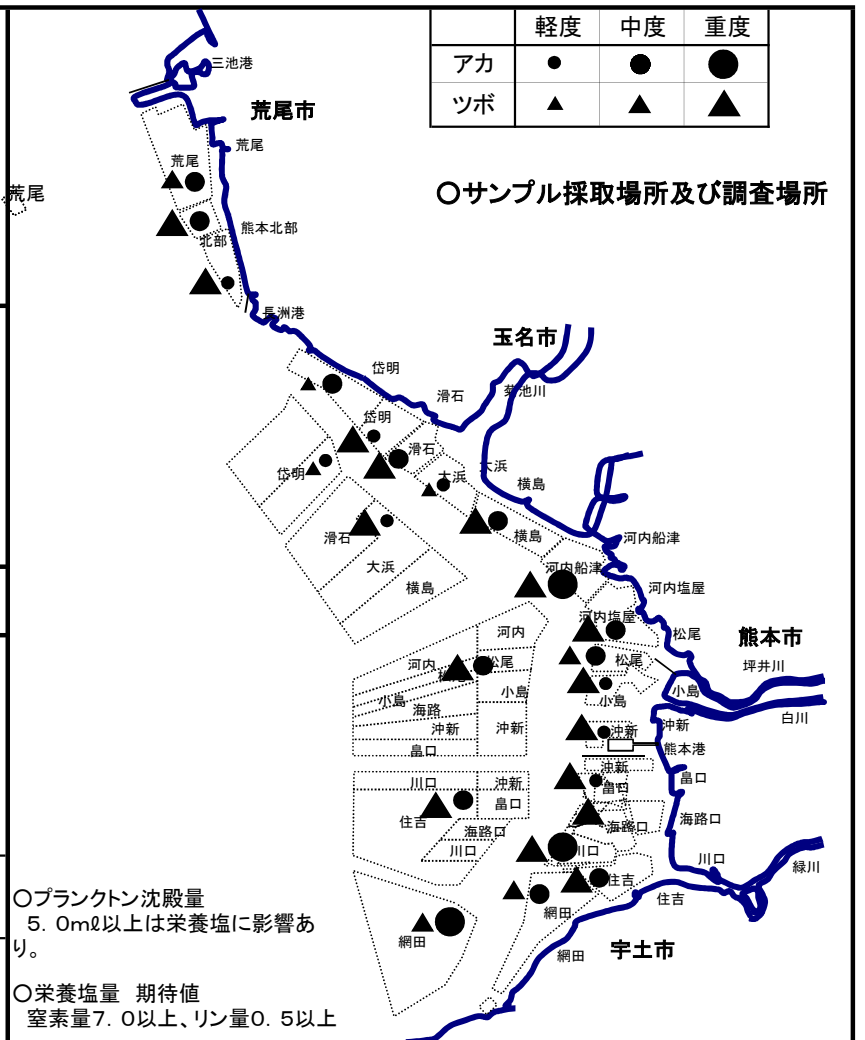 軽度 中度 重度
アカ
ツボ
三池港
荒尾市
荒尾
荒尾
荒尾
○サンプル採取場所及び調査場所
北部
熊本北部
長洲港
玉名市
岱明
菊池川
滑石
岱明
滑石
岱明
大浜
大浜
横島
滑石
横島
河内船津
大浜
河内船津
横島
河内塩屋
河内塩屋
河内
松尾
熊本市
河内
松尾
松尾
坪井川
小島
小島
小島
小島
海路
白川
沖新
沖新
沖新
沖新
畠口
熊本港
沖新
川口
沖新
畠口
畠口
畠口
住吉
海路口
海路口
海路口
川口
川口
川口
緑川
住吉
住吉
網田
網田
網田
宇土市
○プランクトン沈殿量
5.0mℓ以上は栄養塩に影響あ
り。
○栄養塩量 期待値
窒素量7.0以上、リン量0.5以上